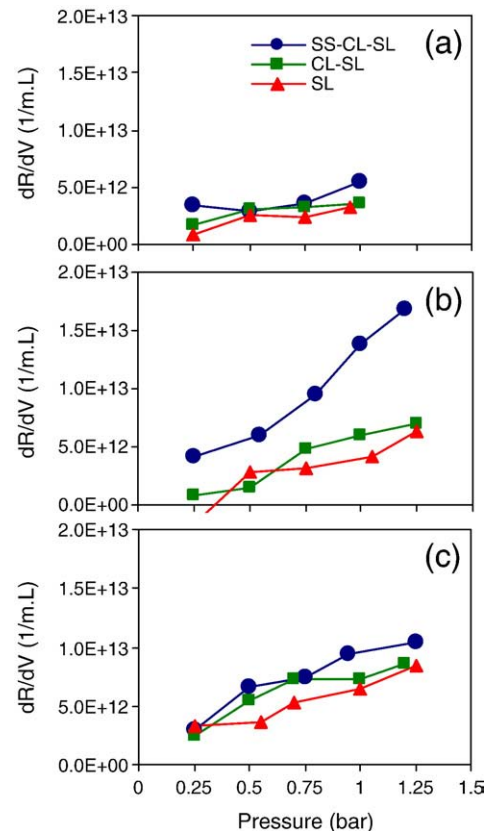 2.0E+13
(a)
SS-CL-SL
CL-SL
SL
1.5E+13
1.0E+13
5.0E+12
0.0E+00
dR/dV (1/m.L)
2.0E+13
(b)
1.5E+13
1.0E+13
5.0E+12
0.0E+00
dR/dV (1/m.L)
2.0E+13
(c)
1.5E+13
1.0E+13
5.0E+12
0.0E+00
dR/dV (1/m.L)
0 0.25 0.5 0.75 1 1.25 1.5
Pressure (bar)